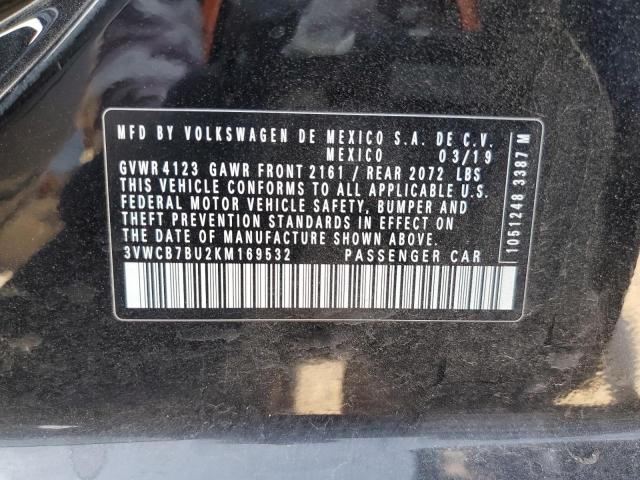 MFD BY VOLKSWAGEN DE MEXICO S.A. DE C.V.
MEXICO 03/19
GVWR 4123 GAWR FRONT 2161 / REAR 2072 LBS
THIS VEHICLE CONFORMS TO ALL APPLICABLE U.S.
FEDERAL MOTOR VEHICLE SAFETY, BUMPER AND
THEFT PREVENTION STANDARDS IN EFFECT ON
THE DATE OF MANUFACTURE SHOWN ABOVE.
3VWCB7BU2KM169532 PASSENGER CAR
1051248 3387 M